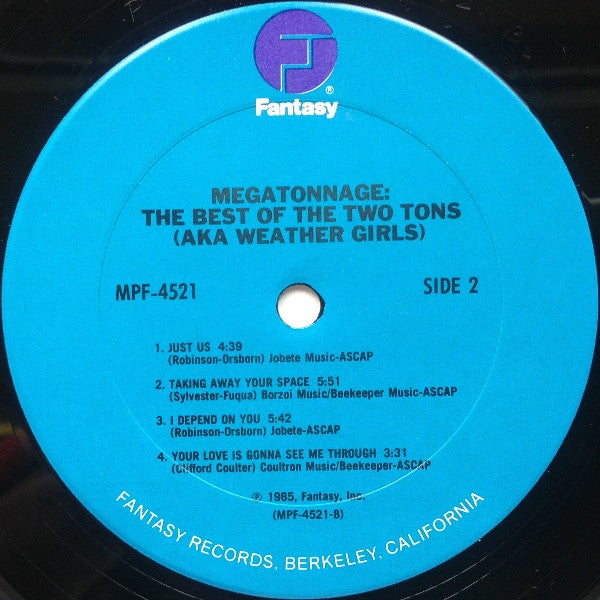 Fantasy ®
MEGATONNAGE:
THE BEST OF THE TWO TONS
(AKA WEATHER GIRLS)
MPF-4521
SIDE 2
1. JUST US 4:39
(Robinson-Orsborn) Jobete Music-ASCAP
2. TAKING AWAY YOUR SPACE 5:51
(Sylvester-Fuqua) Borzoi Music/Beekeeper Music-ASCAP
3. I DEPEND ON YOU 5:42
(Robinson-Orsborn) Jobete-ASCAP
4. YOUR LOVE IS GONNA SEE ME THROUGH 3:31
(Clifford Coulter) Coultron Music/Beekeeper-ASCAP
℗ 1985, Fantasy, Inc.
(MPF-4521-B)
FANTASY RECORDS, BERKELEY, CALIFORNIA